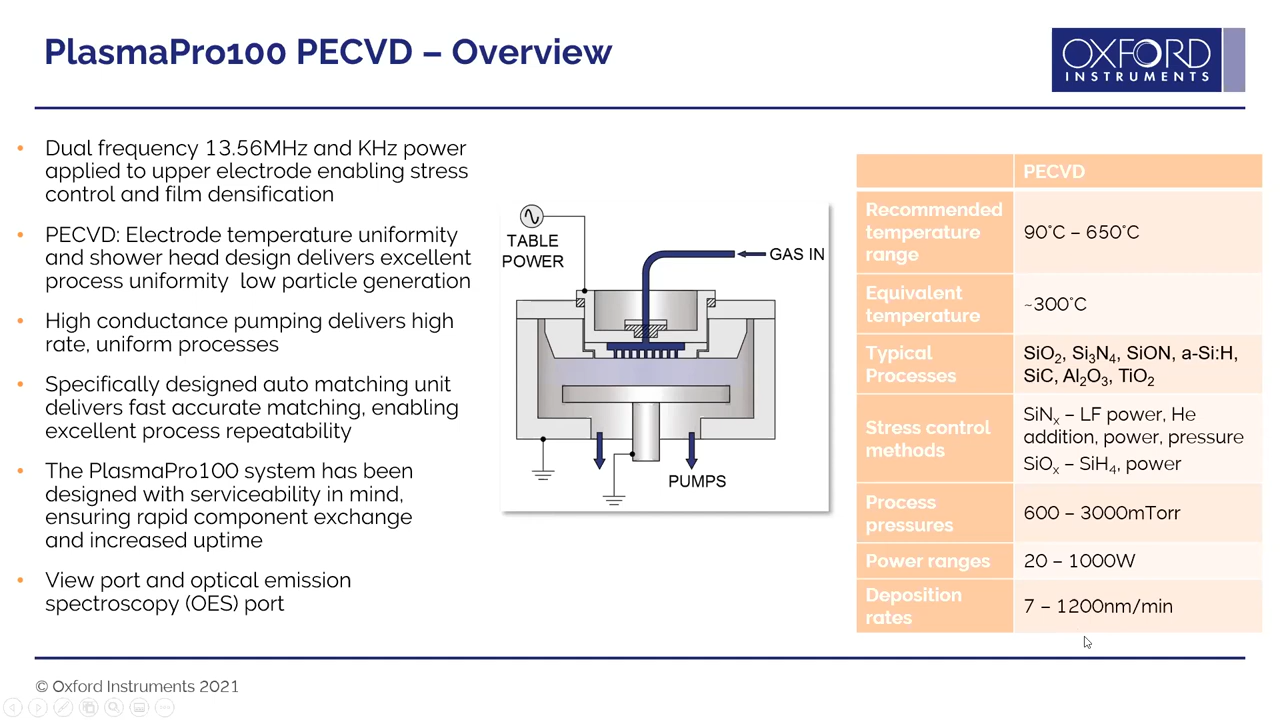 PlasmaPro100 PECVD – Overview
OXFORD
INSTRUMENTS
• Dual frequency 13.56MHz and KHz power
applied to upper electrode enabling stress
control and film densification
• PECVD: Electrode temperature uniformity
and shower head design delivers excellent
process uniformity  low particle generation
• High conductance pumping delivers high
rate, uniform processes
• Specifically designed auto matching unit
delivers fast accurate matching, enabling
excellent process repeatability
• The PlasmaPro100 system has been
designed with serviceability in mind,
ensuring rapid component exchange
and increased uptime
• View port and optical emission
spectroscopy (OES) port
TABLE
POWER
GAS IN
PUMPS
PECVD
Recommended
temperature
range
90°C – 650°C
Equivalent
temperature
~300°C
Typical
Processes
SiO₂, Si₃N₄, SiON, a-Si:H,
SiC, Al₂O₃, TiO₂
Stress control
methods
SiNₓ – LF power, He
addition, power, pressure
SiOₓ – SiH₄, power
Process
pressures
600 – 3000mTorr
Power ranges
20 – 1000W
Deposition
rates
7 – 1200nm/min
© Oxford Instruments 2021